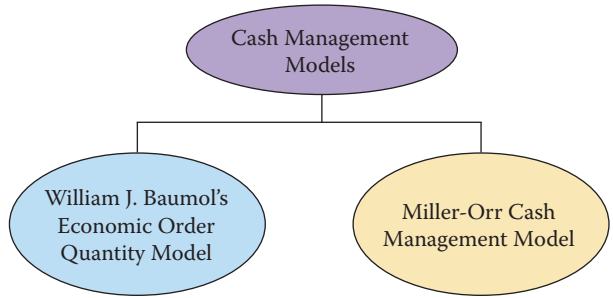 Cash Management
Models
William J. Baumol's
Economic Order
Quantity Model
Miller-Orr Cash
Management Model